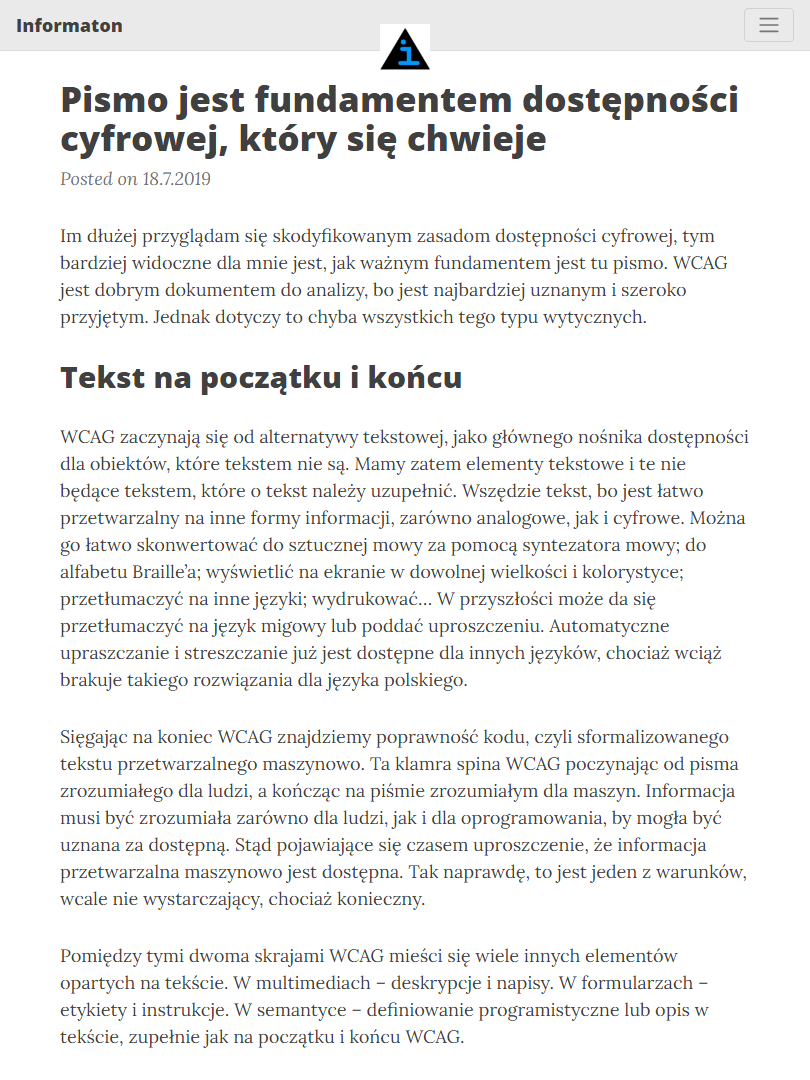 Informaton
i
Pismo jest fundamentem dostępności
cyfrowej, który się chwieje
Posted on 18.7.2019
Im dłużej przyglądam się skodyfikowanym zasadom dostępności cyfrowej, tym
bardziej widoczne dla mnie jest, jak ważnym fundamentem jest tu pismo. WCAG
jest dobrym dokumentem do analizy, bo jest najbardziej uznanym i szeroko
przyjętym. Jednak dotyczy to chyba wszystkich tego typu wytycznych.
Tekst na początku i końcu
WCAG zaczynają się od alternatywy tekstowej, jako głównego nośnika dostępności
dla obiektów, które tekstem nie są. Mamy zatem elementy tekstowe i te nie
będące tekstem, które o tekst należy uzupełnić. Wszędzie tekst, bo jest łatwo
przetwarzalny na inne formy informacji, zarówno analogowe, jak i cyfrowe. Można
go łatwo skonwertować do sztucznej mowy za pomocą syntezatora mowy; do
alfabetu Braille’a; wyświetlić na ekranie w dowolnej wielkości i kolorystyce;
przetłumaczyć na inne języki; wydrukować… W przyszłości może da się
przetłumaczyć na język migowy lub poddać uproszczeniu. Automatyczne
upraszczanie i streszczanie już jest dostępne dla innych języków, chociaż wciąż
brakuje takiego rozwiązania dla języka polskiego.
Sięgając na koniec WCAG znajdziemy poprawność kodu, czyli sformalizowanego
tekstu przetwarzalnego maszynowo. Ta klamra spina WCAG poczynając od pisma
zrozumiałego dla ludzi, a kończąc na piśmie zrozumiałym dla maszyn. Informacja
musi być zrozumiała zarówno dla ludzi, jak i dla oprogramowania, by mogła być
uznana za dostępną. Stąd pojawiające się czasem uproszczenie, że informacja
przetwarzalna maszynowo jest dostępna. Tak naprawdę, to jest jeden z warunków,
wcale nie wystarczający, chociaż konieczny.
Pomiędzy tymi dwoma skrajami WCAG mieści się wiele innych elementów
opartych na tekście. W multimediach – deskrypcje i napisy. W formularzach –
etykiety i instrukcje. W semantyce – definiowanie programistyczne lub opis w
tekście, zupełnie jak na początku i końcu WCAG.